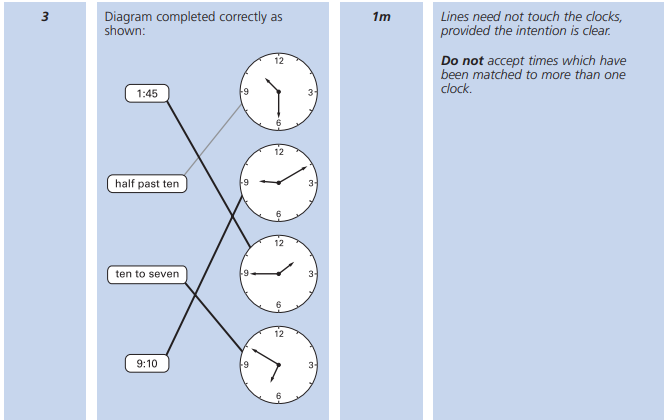 3
Diagram completed correctly as
shown:
1:45
half past ten
ten to seven
9:10
12
9
3
6
12
9
3
6
12
9
3
6
12
9
3
6
1m
Lines need not touch the clocks,
provided the intention is clear.
Do not accept times which have
been matched to more than one
clock.